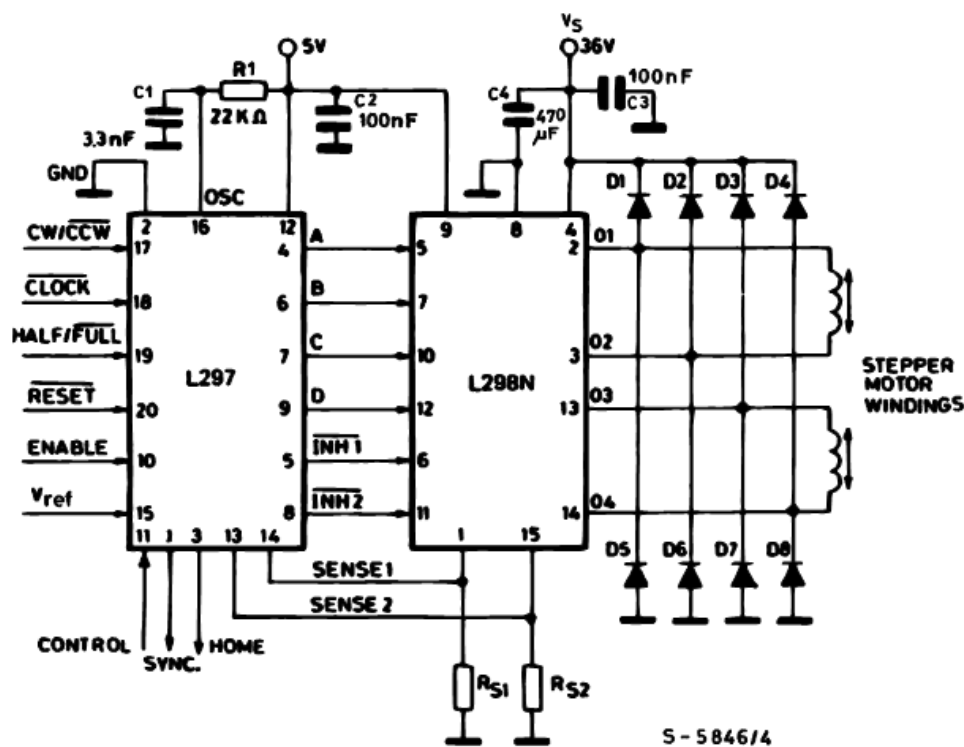 VS
5V
36V
R1
C1
22KΩ
3.3nF
C2
100nF
C4
470
µF
100nF
C3
GND
OSC
D1 D2 D3 D4
2 16 12
9 8 4
CW/CCW
17
4 A 5
2 O1
CLOCK
18
6 B 7
HALF/FULL
19
7 C 10
3 O2
L297
L298N
STEPPER
MOTOR
WINDINGS
RESET
20
9 D 12
13 O3
ENABLE
10
5 INH1 6
Vref
15
8 INH2 11
14 O4
11 1 3 13 14
1 15
D5 D6 D7 D8
SENSE1
SENSE 2
CONTROL
SYNC.
HOME
RS1
RS2
S-5846/4